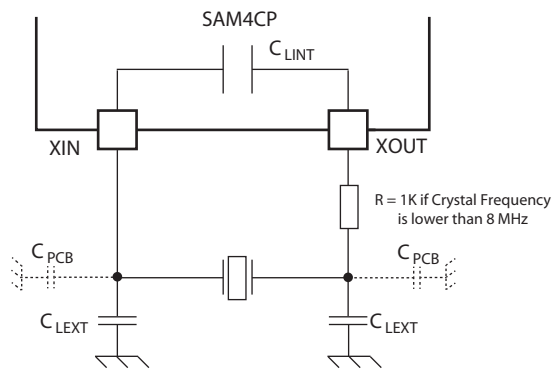 SAM4CP
C LINT
XIN
XOUT
R = 1K if Crystal Frequency
is lower than 8 MHz
C PCB
C PCB
C LEXT
C LEXT